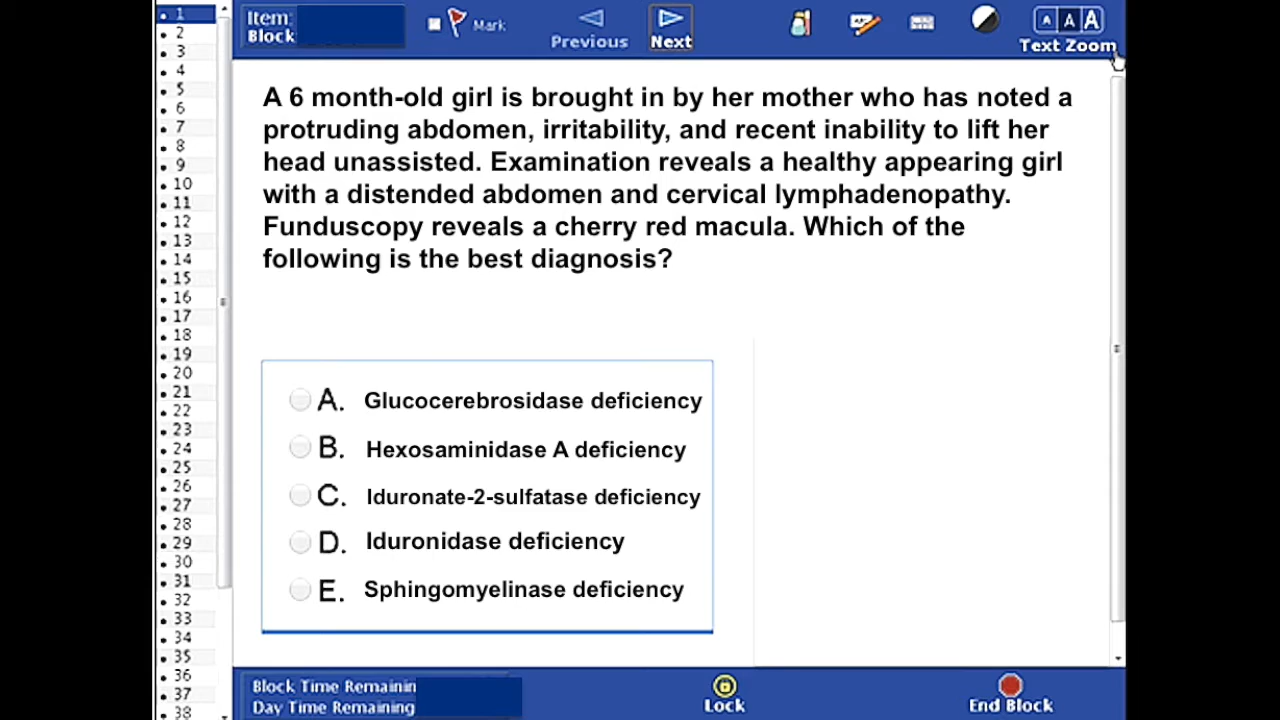 1
2
3
4
5
6
7
8
9
10
11
12
13
14
15
16
17
18
19
20
21
22
23
24
25
26
27
28
29
30
31
32
33
34
35
36
37
38
Item:
Block
Mark
Previous
Next
A A A
Text Zoom
A 6 month-old girl is brought in by her mother who has noted a
protruding abdomen, irritability, and recent inability to lift her
head unassisted. Examination reveals a healthy appearing girl
with a distended abdomen and cervical lymphadenopathy.
Funduscopy reveals a cherry red macula. Which of the
following is the best diagnosis?
A. Glucocerebrosidase deficiency
B. Hexosaminidase A deficiency
C. Iduronate-2-sulfatase deficiency
D. Iduronidase deficiency
E. Sphingomyelinase deficiency
Block Time Remainin
Day Time Remaining
Lock
End Block